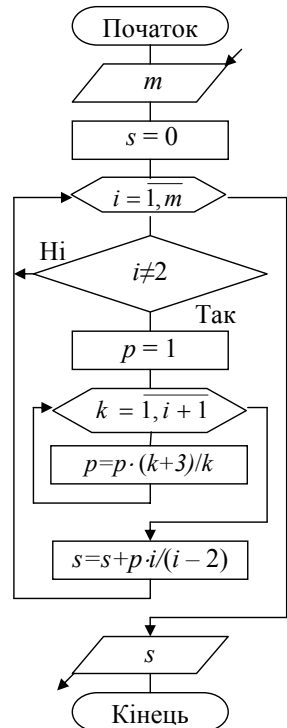 Початок
m
s = 0
i = 1, m
Ні
i≠2
Так
p = 1
k = 1, i + 1
p=p· (k+3)/k
s=s+p·i/(i – 2)
s
Кінець